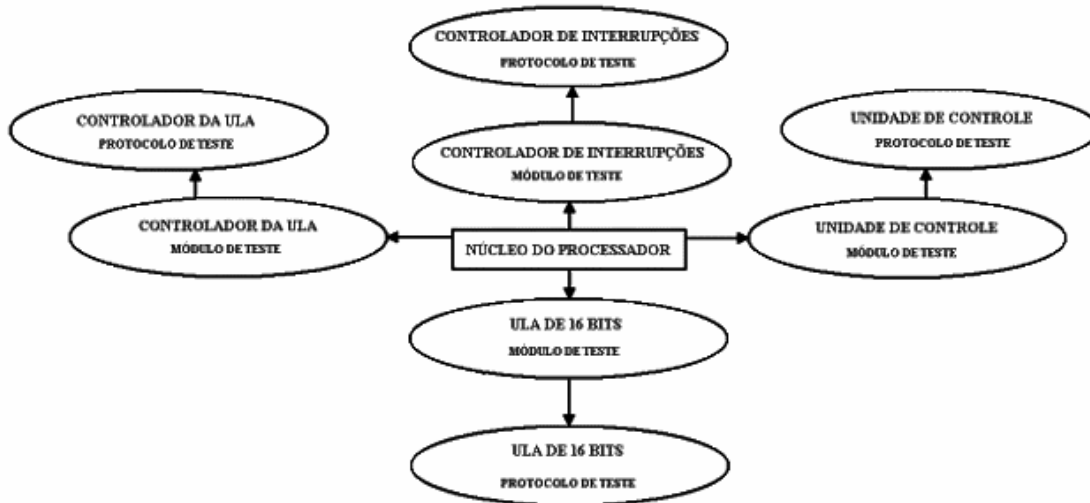 CONTROLADOR DE INTERRUPÇÕES
PROTOCOLO DE TESTE
CONTROLADOR DA ULA
PROTOCOLO DE TESTE
UNIDADE DE CONTROLE
PROTOCOLO DE TESTE
CONTROLADOR DE INTERRUPÇÕES
MÓDULO DE TESTE
CONTROLADOR DA ULA
MÓDULO DE TESTE
NÚCLEO DO PROCESSADOR
UNIDADE DE CONTROLE
MÓDULO DE TESTE
ULA DE 16 BITS
MÓDULO DE TESTE
ULA DE 16 BITS
PROTOCOLO DE TESTE